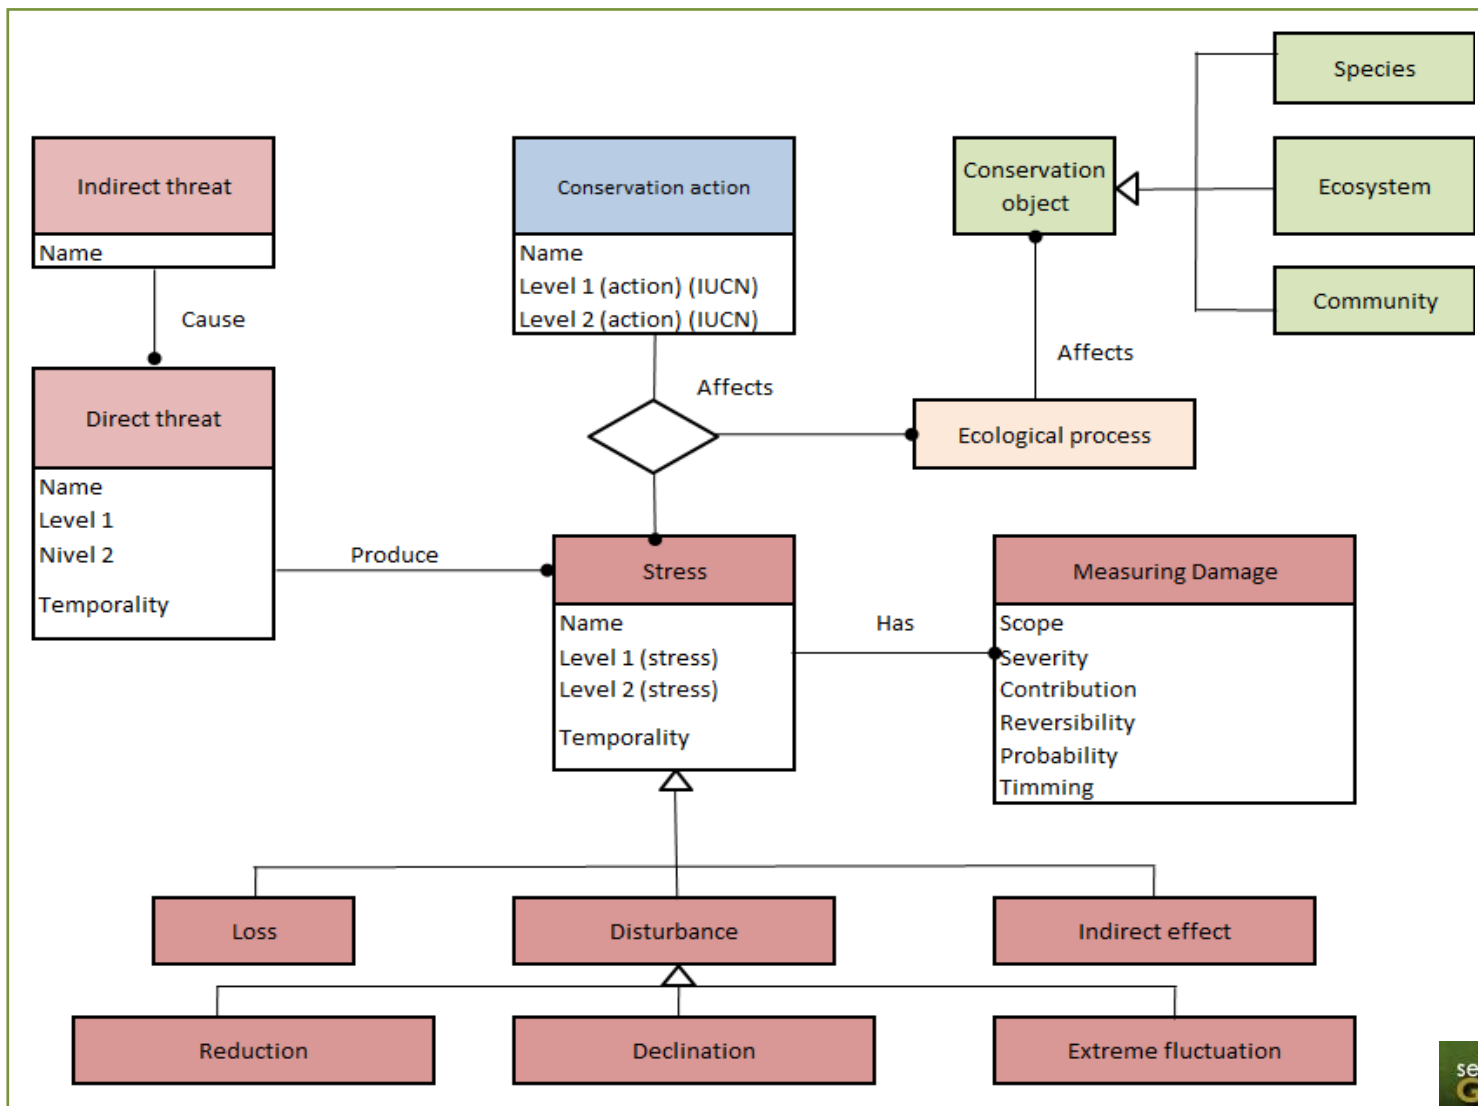 Species
Indirect threat
Name
Conservation action
Name
Level 1 (action) (IUCN)
Level 2 (action) (IUCN)
Conservation
object
Ecosystem
Community
Cause
Affects
Affects
Direct threat
Name
Level 1
Nivel 2
Temporality
Ecological process
Produce
Stress
Name
Level 1 (stress)
Level 2 (stress)
Temporality
Has
Measuring Damage
Scope
Severity
Contribution
Reversibility
Probability
Timming
Loss
Disturbance
Indirect effect
Reduction
Declination
Extreme fluctuation